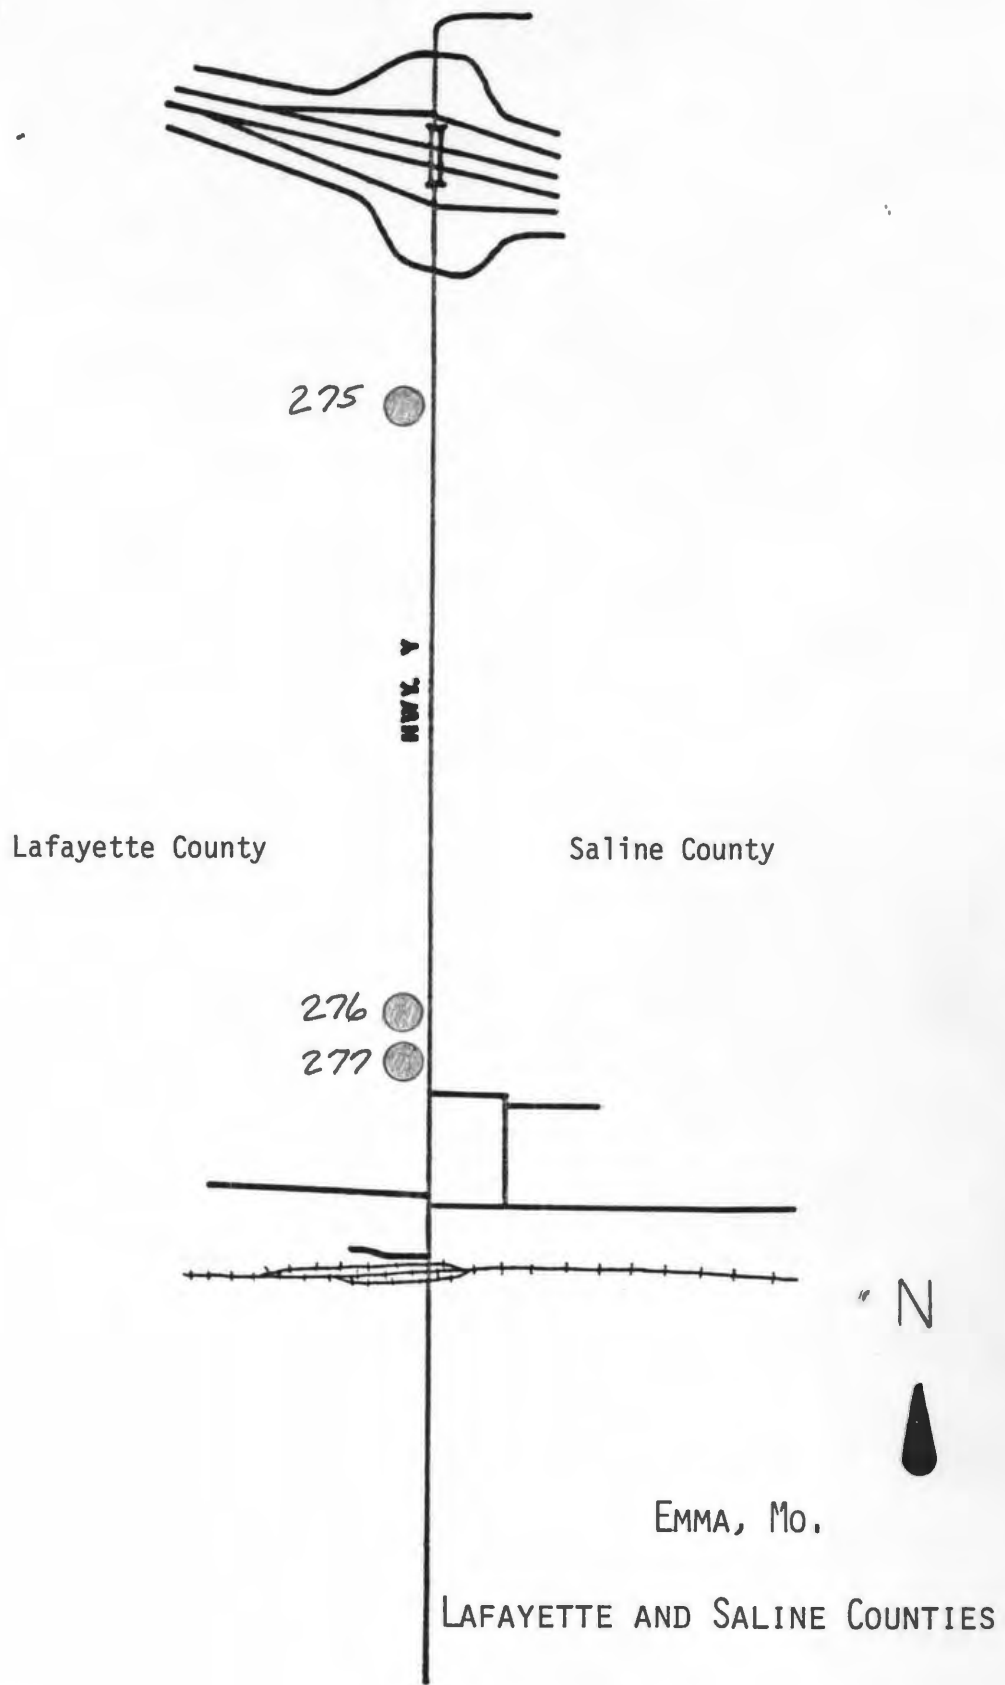 275
HWY. Y
Lafayette County
Saline County
276
277
N
EMMA, MO.
LAFAYETTE AND SALINE COUNTIES